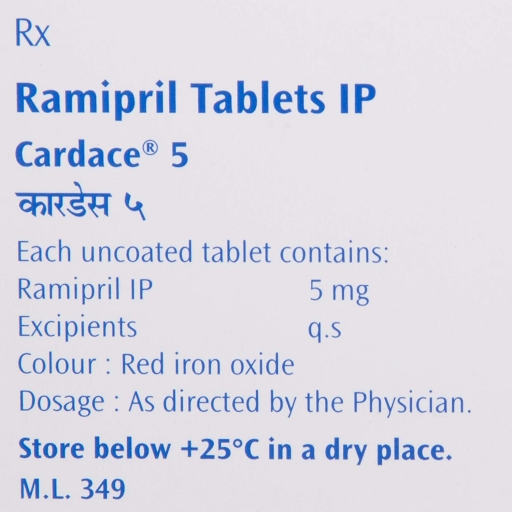 Rx
Ramipril Tablets IP
Cardace® 5
कारडेस ५
Each uncoated tablet contains:
Ramipril IP 5 mg
Excipients q.s
Colour : Red iron oxide
Dosage : As directed by the Physician.
Store below +25°C in a dry place.
M.L. 349